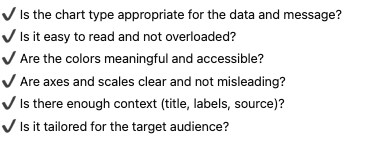 ✔ Is the chart type appropriate for the data and message?
✔ Is it easy to read and not overloaded?
✔ Are the colors meaningful and accessible?
✔ Are axes and scales clear and not misleading?
✔ Is there enough context (title, labels, source)?
✔ Is it tailored for the target audience?